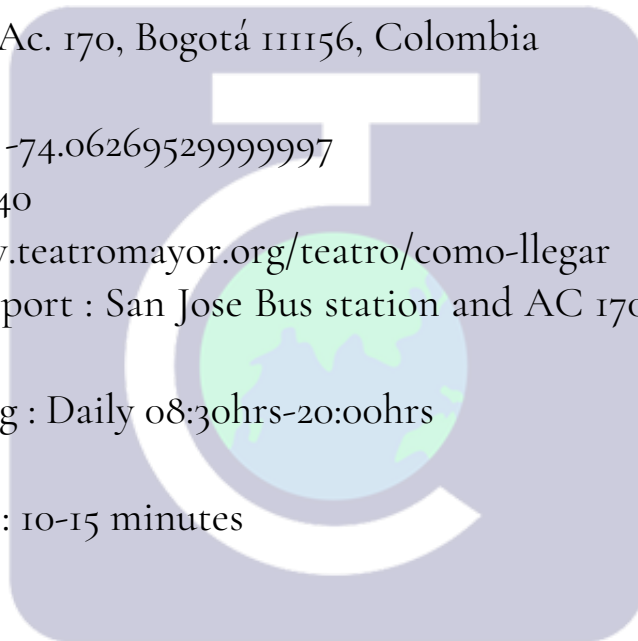 Ac. 170, Bogotá 111156, Colombia
-74.06269529999997
40
.teatromayor.org/teatro/como-llegar
port : San Jose Bus station and AC 170
g : Daily 08:30hrs-20:00hrs
: 10-15 minutes